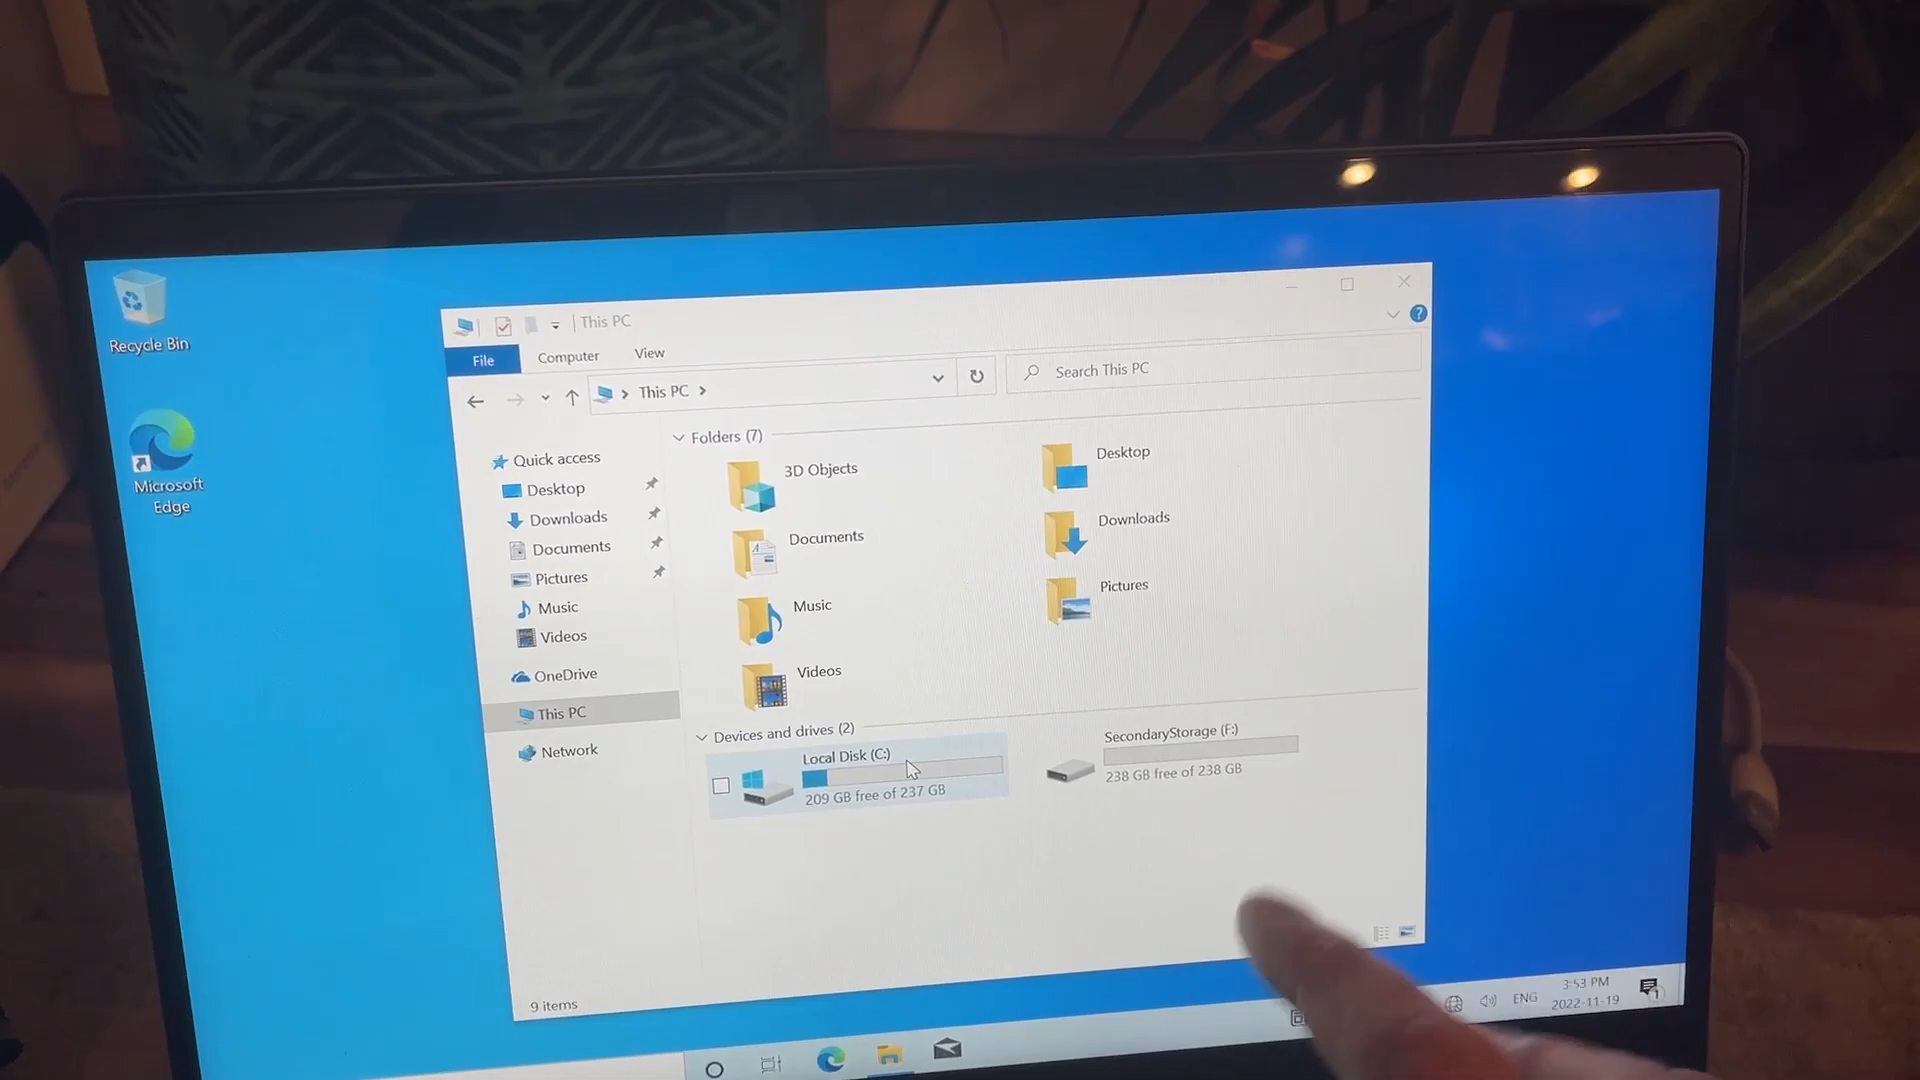 Recycle Bin
Microsoft
Edge
This PC
File
Computer
View
This PC
Search This PC
Quick access
Desktop
Downloads
Documents
Pictures
Music
Videos
OneDrive
This PC
Network
Folders (7)
3D Objects
Desktop
Documents
Downloads
Music
Pictures
Videos
Devices and drives (2)
Local Disk (C:)
209 GB free of 237 GB
SecondaryStorage (F:)
238 GB free of 238 GB
9 items
ENG
3:53 PM
2022-11-19
1